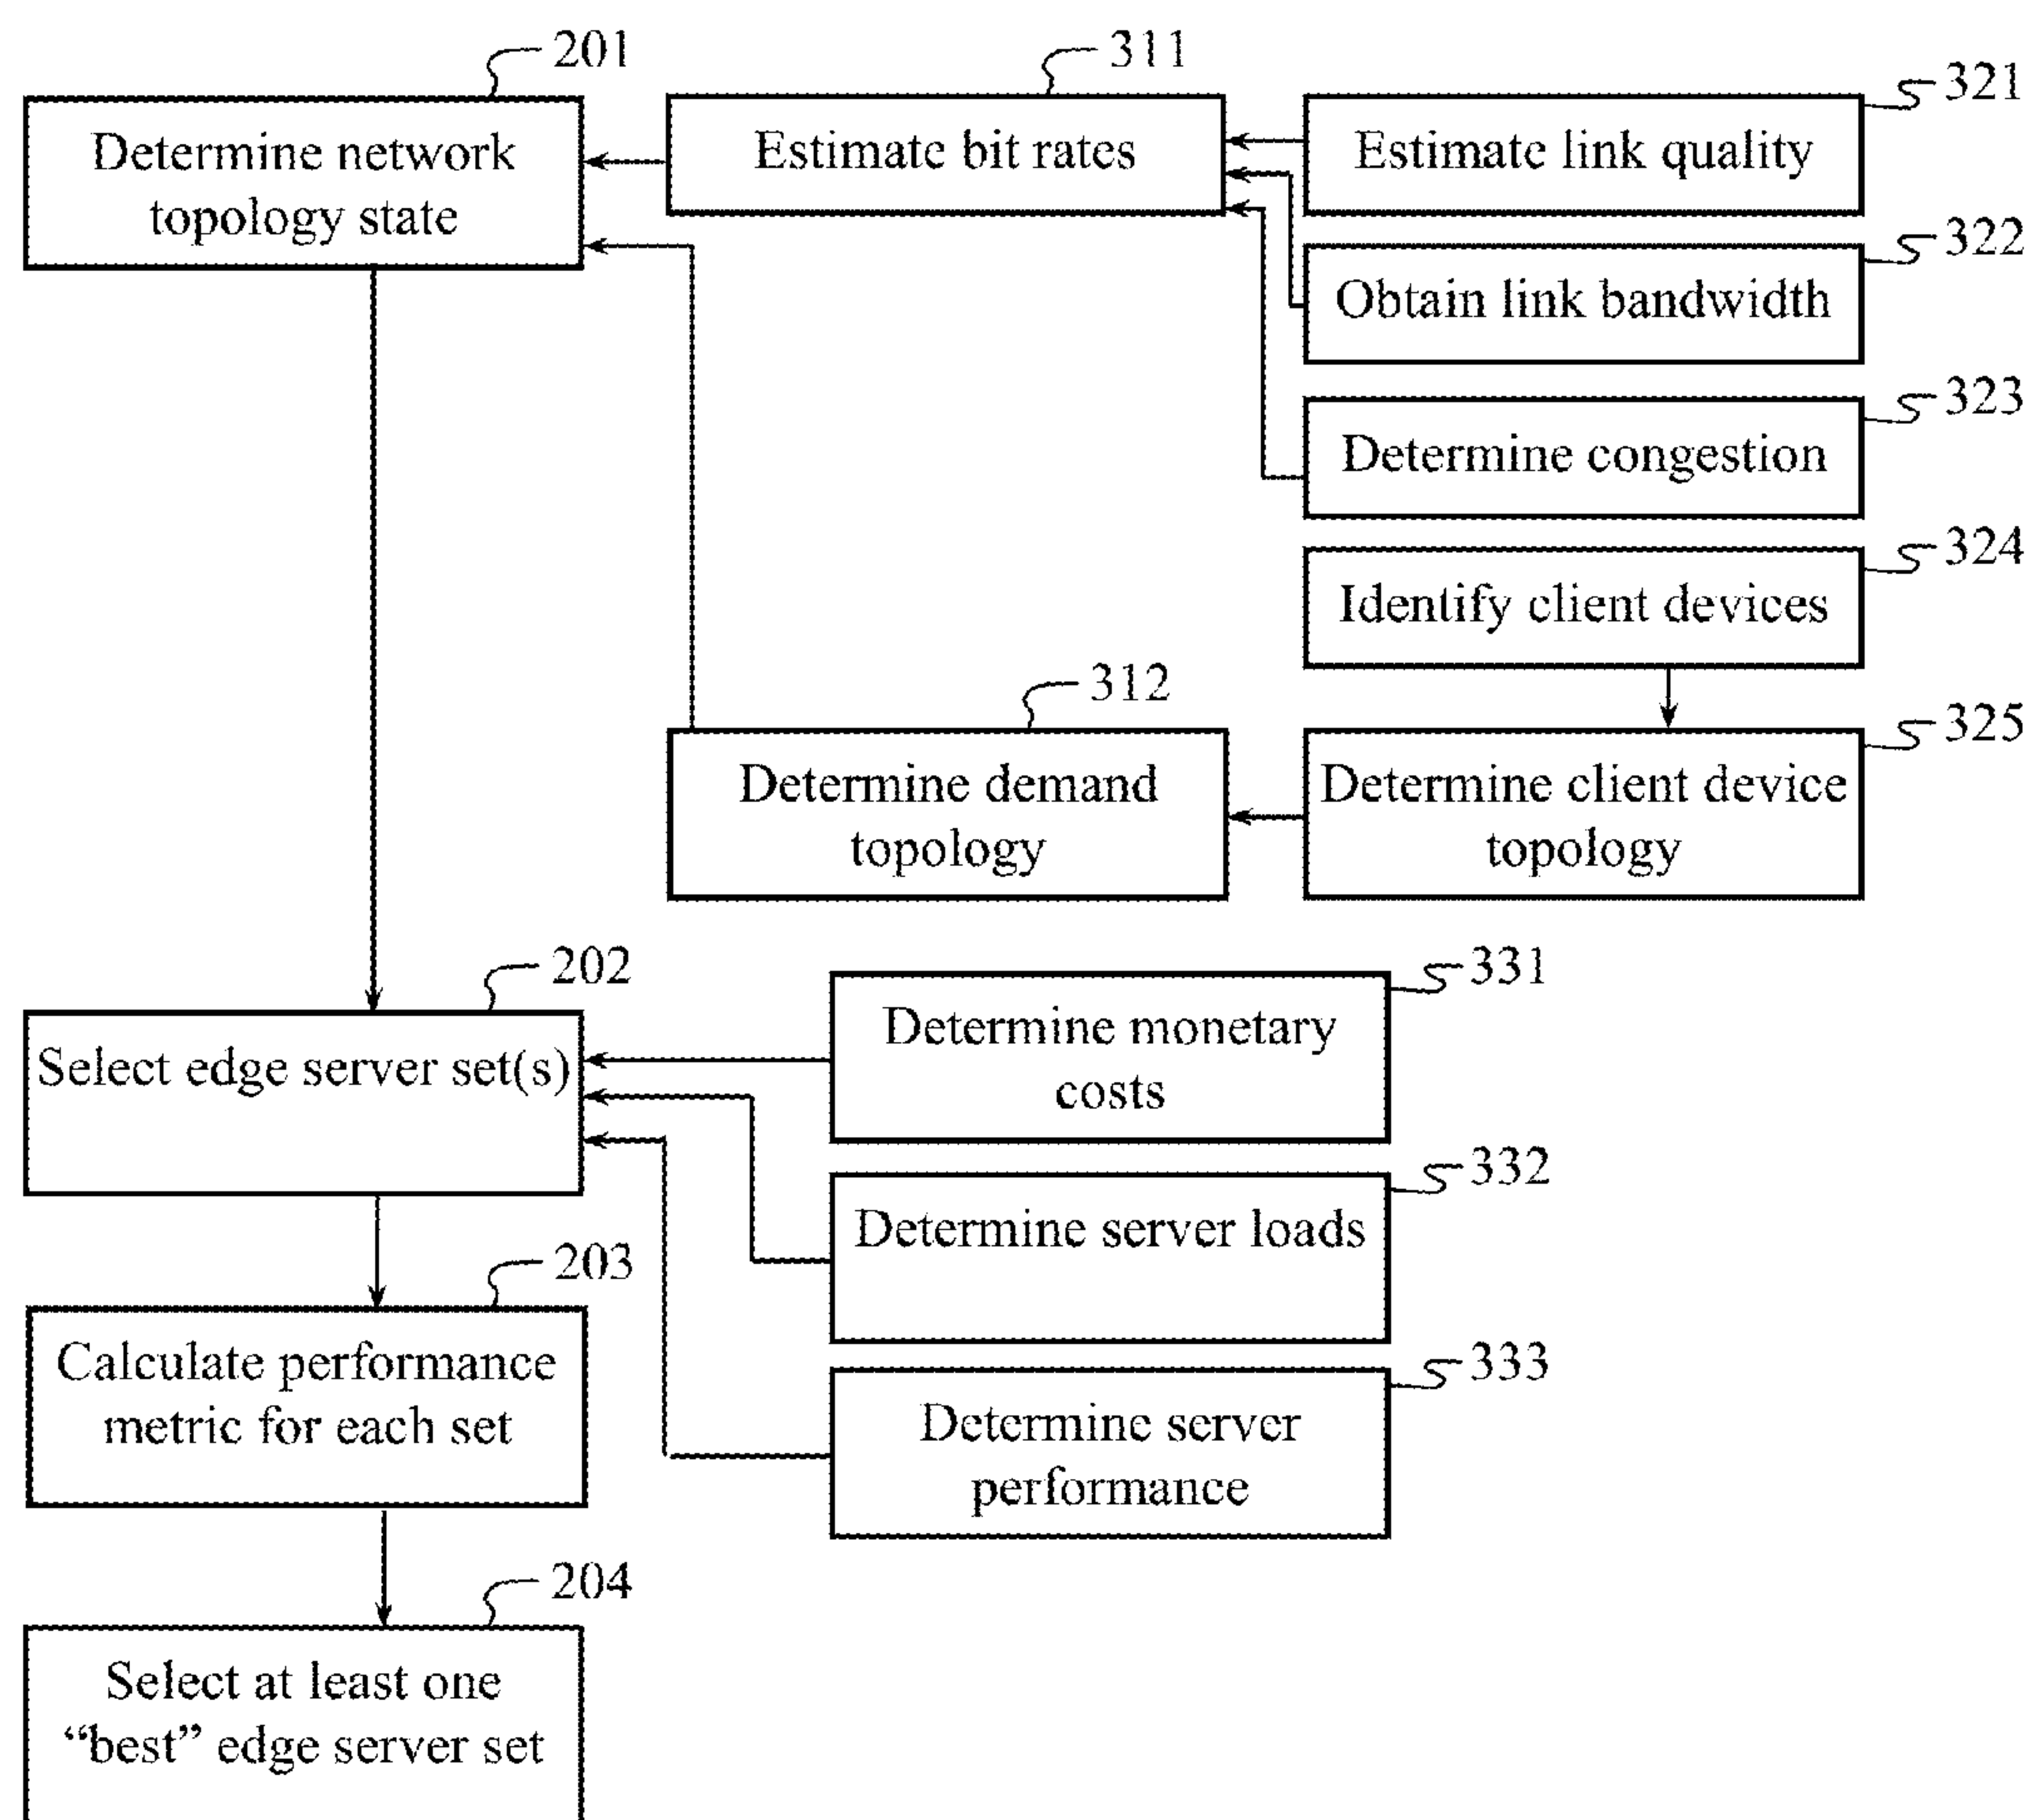 201
Determine network
topology state
311
Estimate bit rates
321
Estimate link quality
322
Obtain link bandwidth
323
Determine congestion
324
Identify client devices
312
Determine demand
topology
325
Determine client device
topology
202
Select edge server set(s)
331
Determine monetary
costs
332
Determine server loads
203
Calculate performance
metric for each set
333
Determine server
performance
204
Select at least one
“best” edge server set